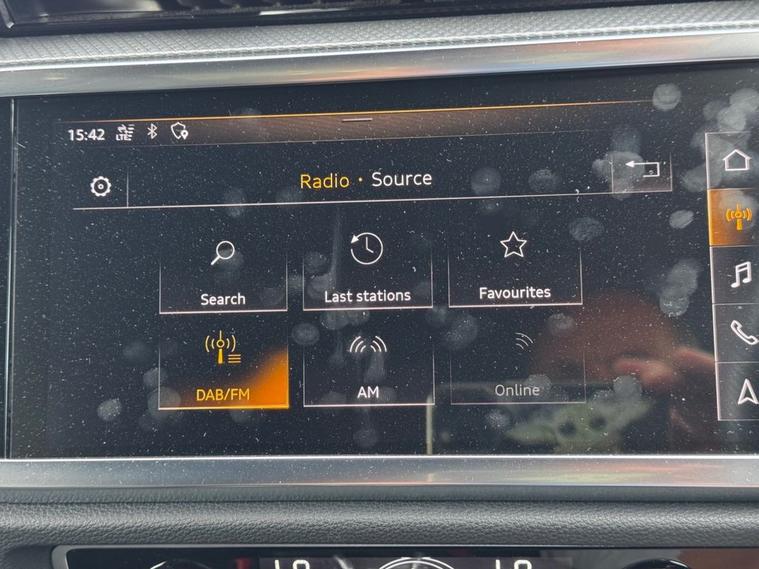 15:42 LTE
Radio · Source
Search Last stations Favourites
DAB/FM AM Online